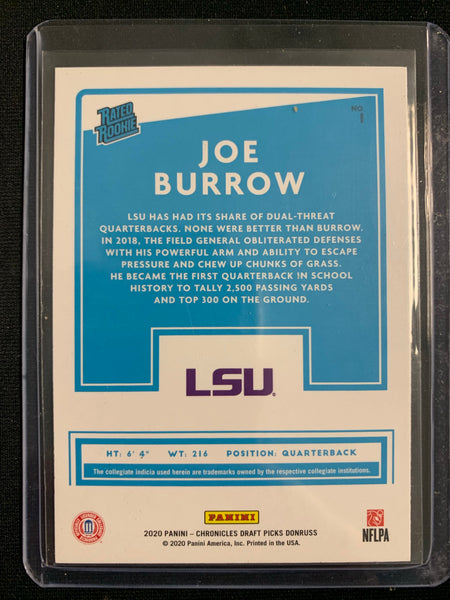 RATED
ROOKIE
NO.
1
JOE
BURROW
LSU HAS HAD ITS SHARE OF DUAL-THREAT
QUARTERBACKS. NONE WERE BETTER THAN BURROW.
IN 2018, THE FIELD GENERAL OBLITERATED DEFENSES
WITH HIS POWERFUL ARM AND ABILITY TO ESCAPE
PRESSURE AND CHEW UP CHUNKS OF GRASS.
HE BECAME THE FIRST QUARTERBACK IN SCHOOL
HISTORY TO TALLY 2,500 PASSING YARDS
AND TOP 300 ON THE GROUND.
LSU®
HT: 6' 4" WT: 216 POSITION: QUARTERBACK
The collegiate indicia used herein are trademarks owned by the respective collegiate institutions.
PANINI
2020 PANINI – CHRONICLES DRAFT PICKS DONRUSS
© 2020 Panini America, Inc. Printed in the USA.
NFLPA